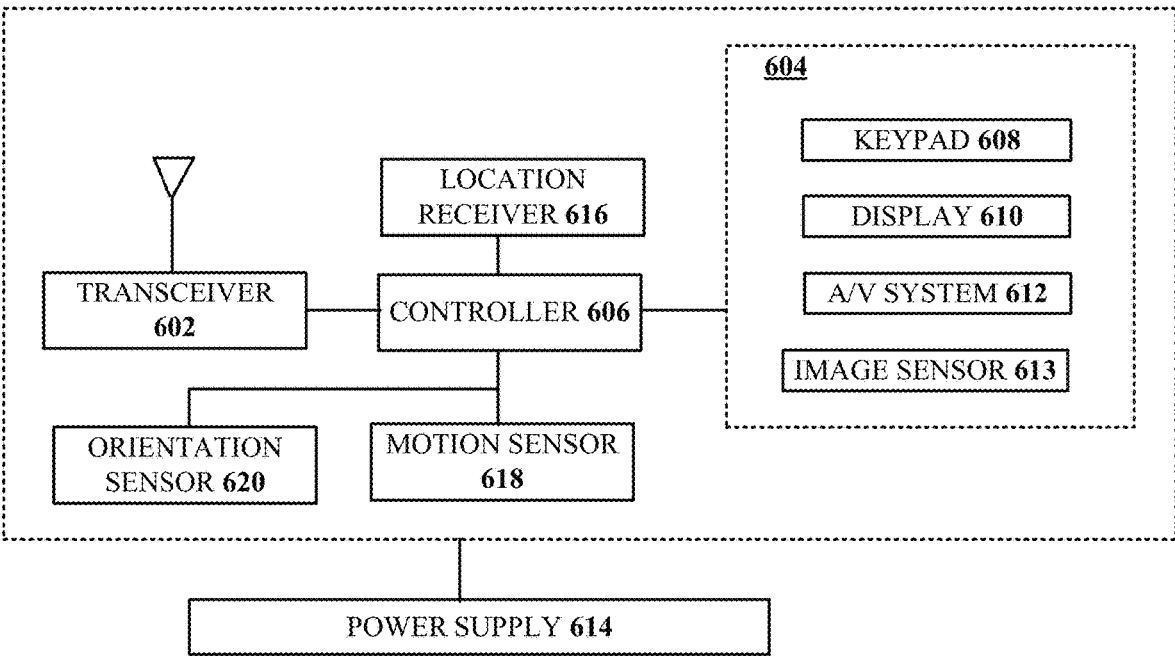 604
KEYPAD 608
LOCATION
RECEIVER 616
DISPLAY 610
TRANSCEIVER
602
CONTROLLER 606
A/V SYSTEM 612
IMAGE SENSOR 613
ORIENTATION
SENSOR 620
MOTION SENSOR
618
POWER SUPPLY 614